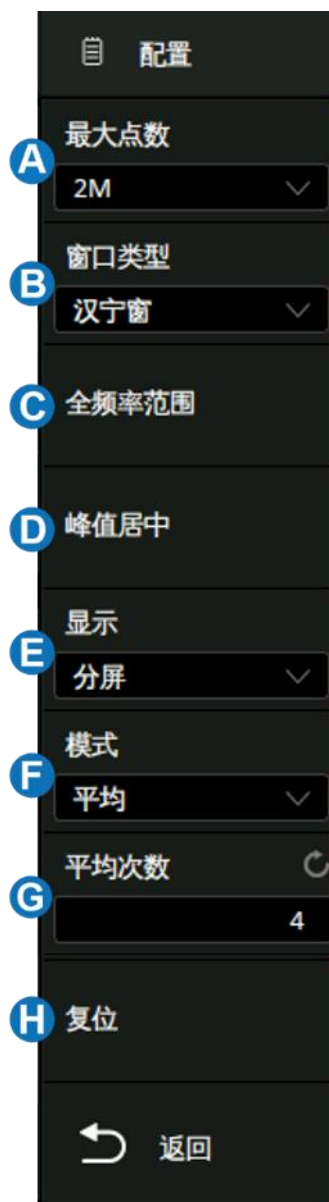 配置
最大点数
A
2M
窗口类型
B
汉宁窗
C 全频率范围
D 峰值居中
显示
E
分屏
模式
F
平均
平均次数
G
4
H 复位
返回